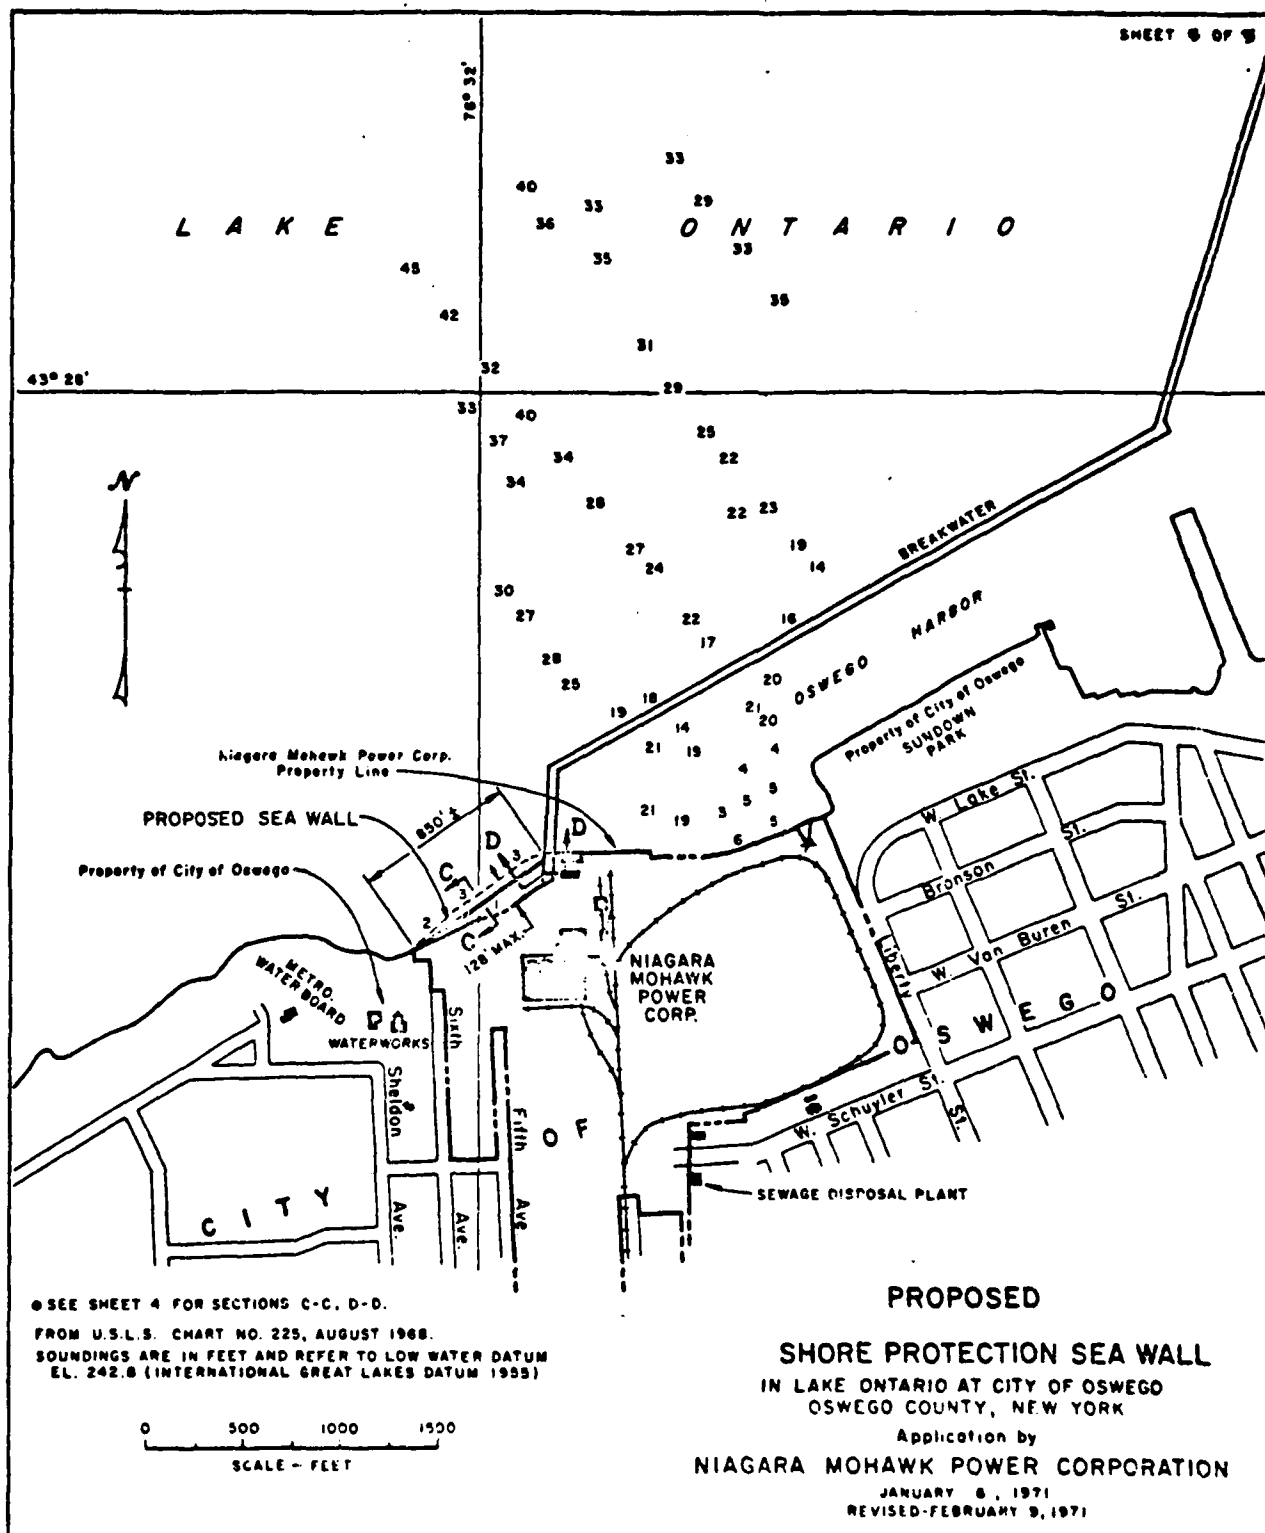 SHEET 5 OF 5
76° 32'
33
40
33
29
LAKE ONTARIO
36
33
35
45
35
42
31
32
43° 28'
29
33
40
25
37
34
22
34
28
22
23
BREAKWATER
27
19
24
14
30
27
22
16
HARBOR
17
28
OSWEGO
25
20
19
18
21
20
14
21
19
4
4
Property of City of Oswego
SUNDOWN
PARK
Niagara Mohawk Power Corp.
Property Line
5
5
21
19
3
5
6
W. Lake St.
PROPOSED SEA WALL
850' ±
D
D
3
1
Property of City of Oswego
C
3
2
C
128' MAX.
Bronson St.
W. Van Buren St.
Liberty St.
NIAGARA
MOHAWK
POWER
CORP.
METRO.
WATER BOARD
WATERWORKS
Sixth Ave.
Sheldon Ave.
Fifth Ave.
W. Schuyler St.
CITY OF OSWEGO
SEWAGE DISPOSAL PLANT
SEE SHEET 4 FOR SECTIONS C-C, D-D.
FROM U.S.L.S. CHART NO. 225, AUGUST 1968.
SOUNDINGS ARE IN FEET AND REFER TO LOW WATER DATUM
EL. 242.8 (INTERNATIONAL GREAT LAKES DATUM 1955)
0 500 1000 1500
SCALE - FEET
PROPOSED
SHORE PROTECTION SEA WALL
IN LAKE ONTARIO AT CITY OF OSWEGO
OSWEGO COUNTY, NEW YORK
Application by
NIAGARA MOHAWK POWER CORPORATION
JANUARY 6, 1971
REVISED-FEBRUARY 9, 1971
N